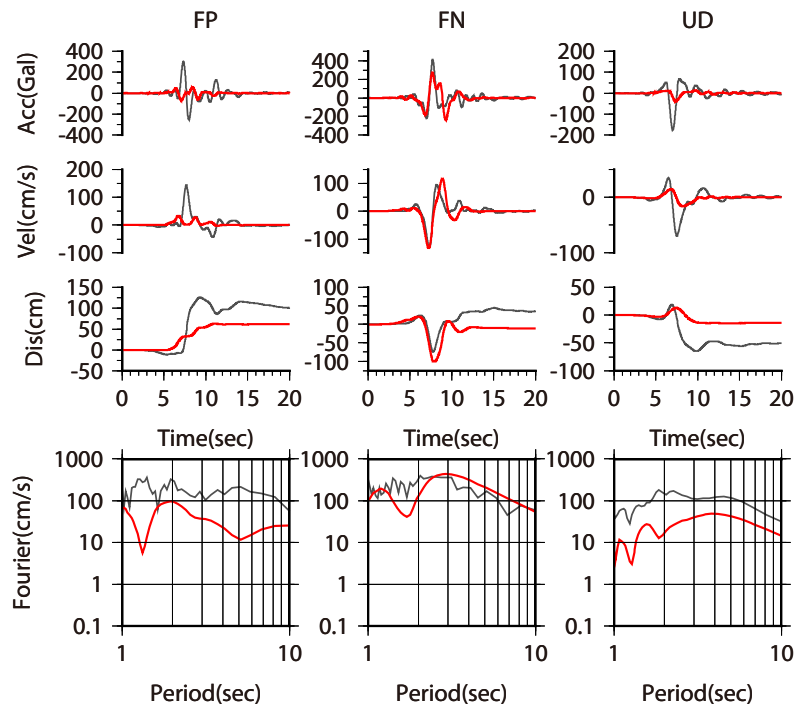 FP FN UD
Acc(Gal)
400 200 0 -200 -400
400 200 0 -200 -400
200 100 0 -100 -200
Vel(cm/s)
200 100 0 -100
100 0 -100
0 -100
Dis(cm)
150 100 50 0 -50
100 50 0 -50 -100
50 0 -50 -100
0 5 10 15 20
0 5 10 15 20
0 5 10 15 20
Time(sec) Time(sec) Time(sec)
Fourier(cm/s)
1000 100 10 1 0.1
1000 100 10 1 0.1
1000 100 10 1 0.1
1 10 1 10 1 10
Period(sec) Period(sec) Period(sec)